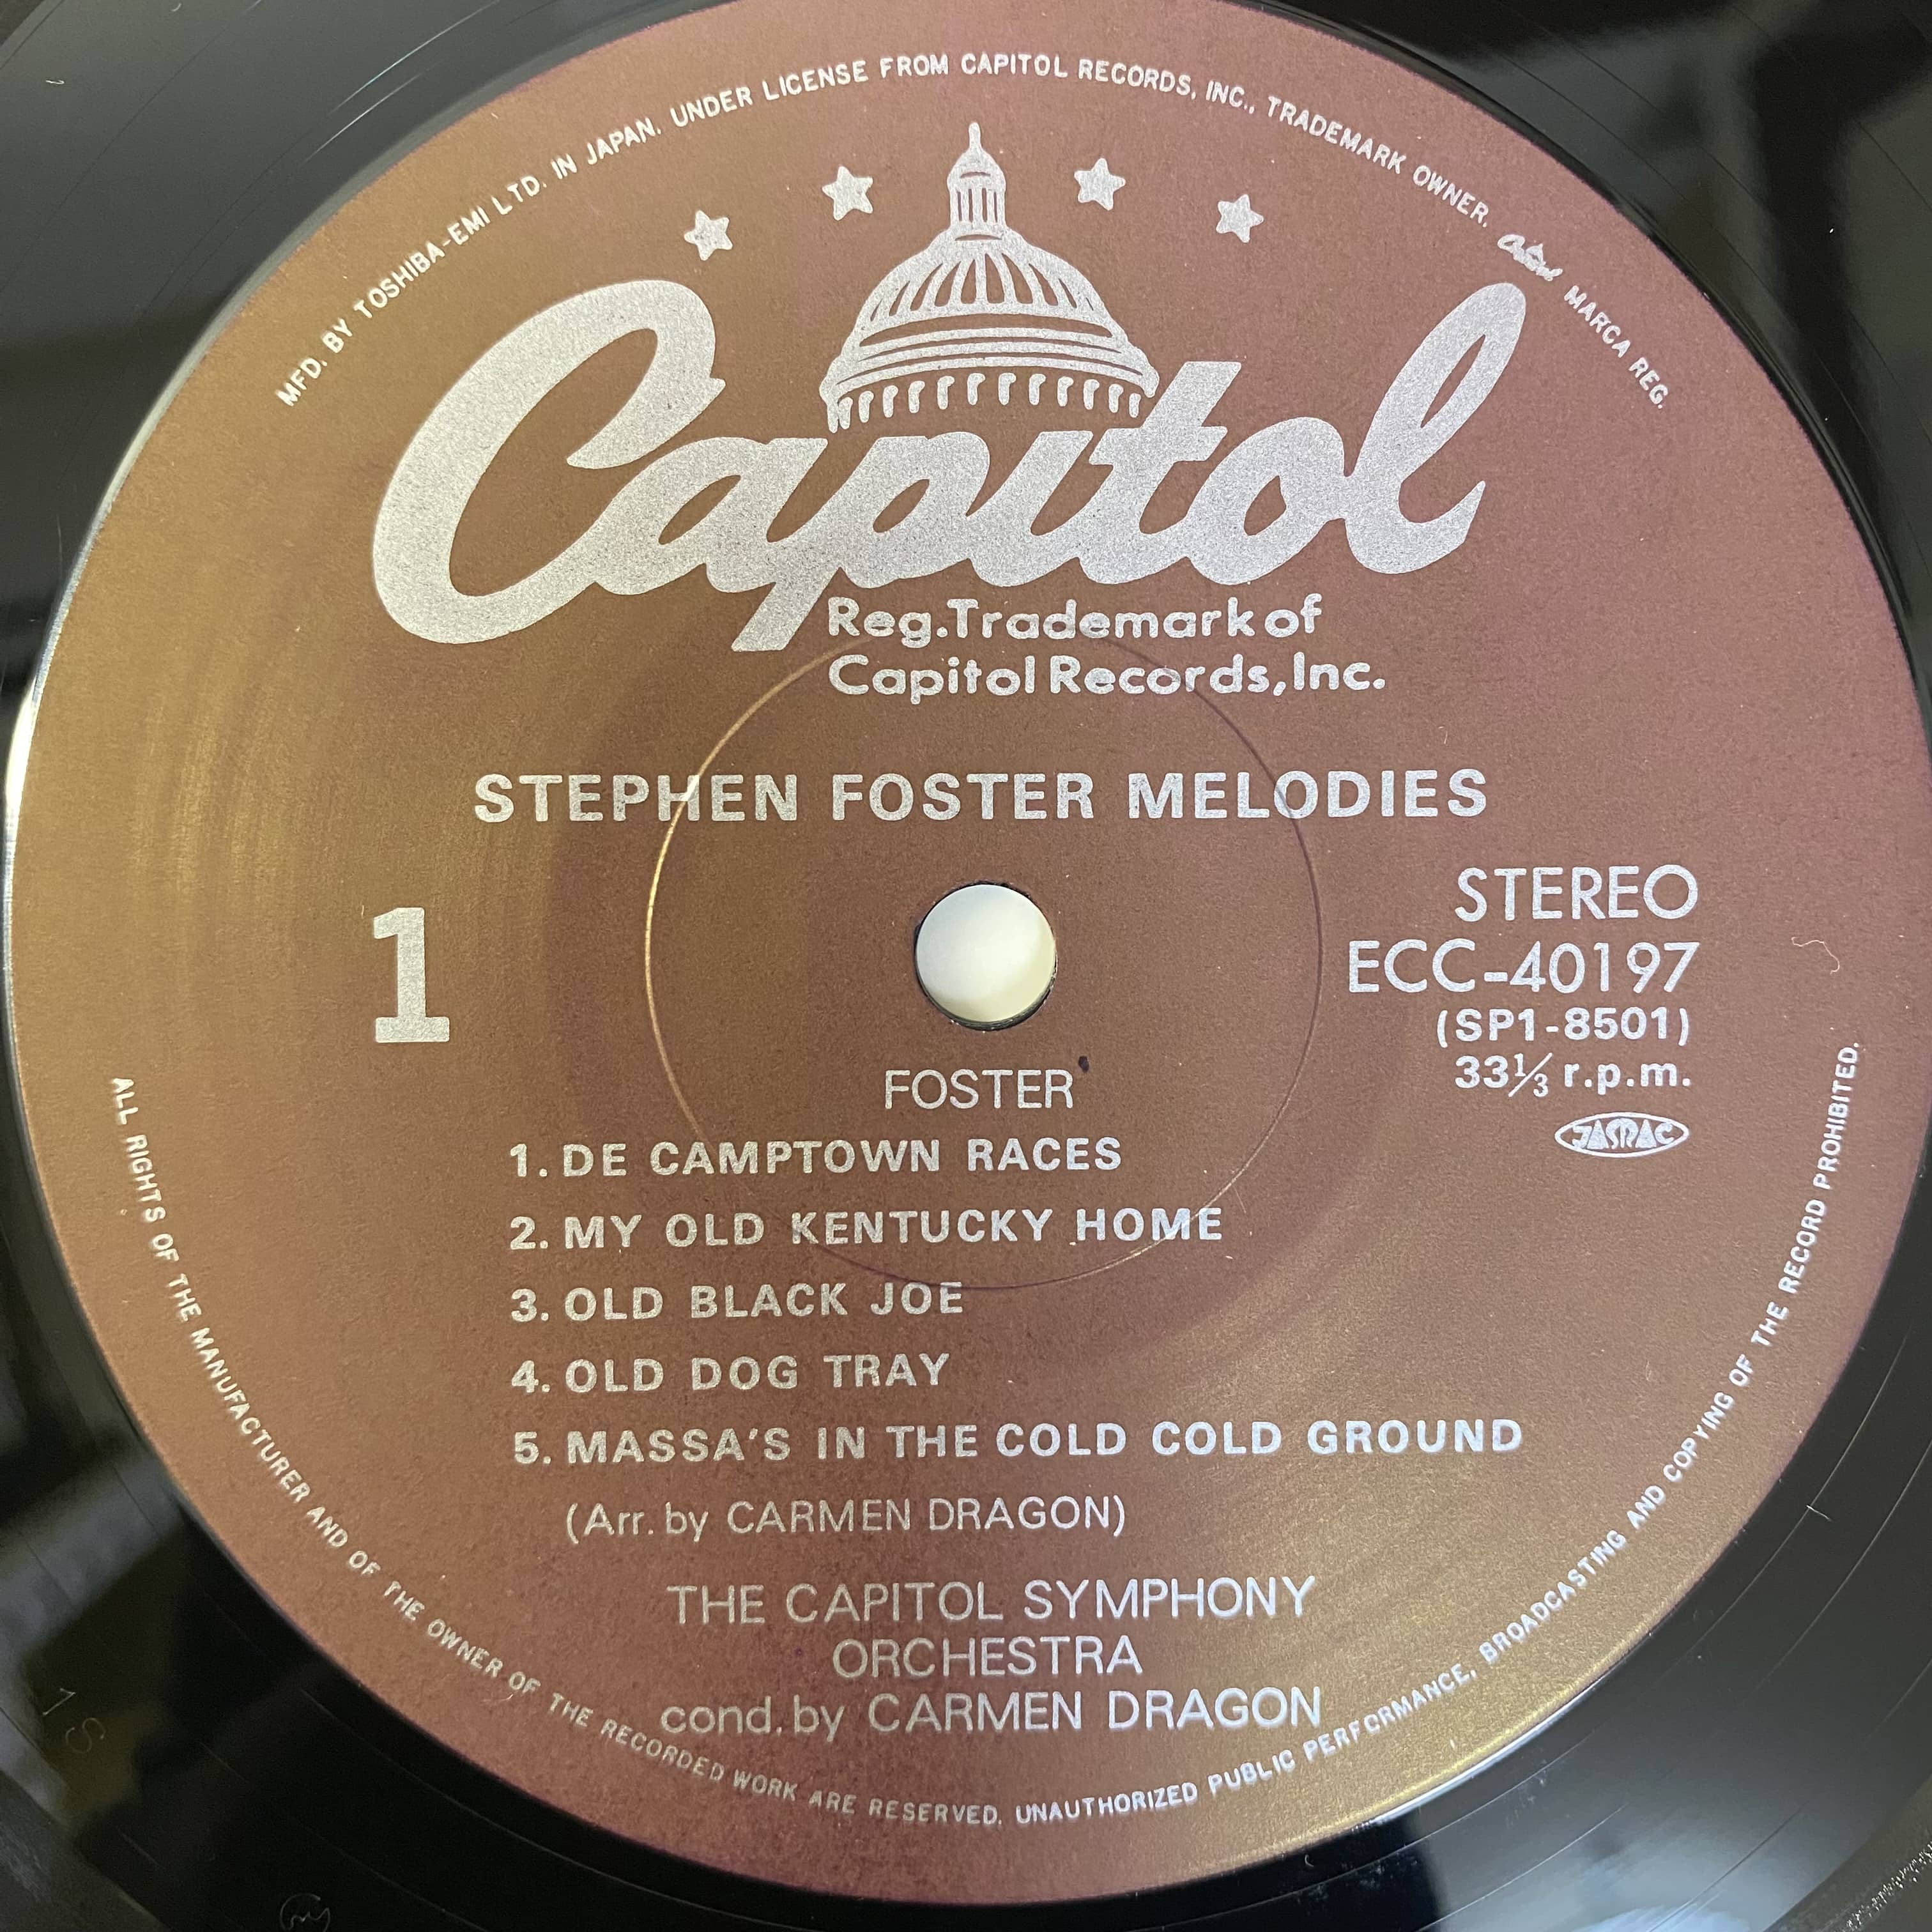 MFD. BY TOSHIBA-EMI LTD. IN JAPAN. UNDER LICENSE FROM CAPITOL RECORDS, INC., TRADEMARK OWNER. Capitol MARCA REG.
Capitol
Reg. Trademark of
Capitol Records, Inc.
STEPHEN FOSTER MELODIES
1
STEREO
ECC-40197
(SP1-8501)
33 1/3 r.p.m.
JASRAC
FOSTER
1. DE CAMPTOWN RACES
2. MY OLD KENTUCKY HOME
3. OLD BLACK JOE
4. OLD DOG TRAY
5. MASSA'S IN THE COLD COLD GROUND
(Arr. by CARMEN DRAGON)
THE CAPITOL SYMPHONY
ORCHESTRA
cond. by CARMEN DRAGON
ALL RIGHTS OF THE MANUFACTURER AND OF THE OWNER OF THE RECORDED WORK ARE RESERVED. UNAUTHORIZED PUBLIC PERFORMANCE, BROADCASTING AND COPYING OF THE RECORD PROHIBITED.
1S